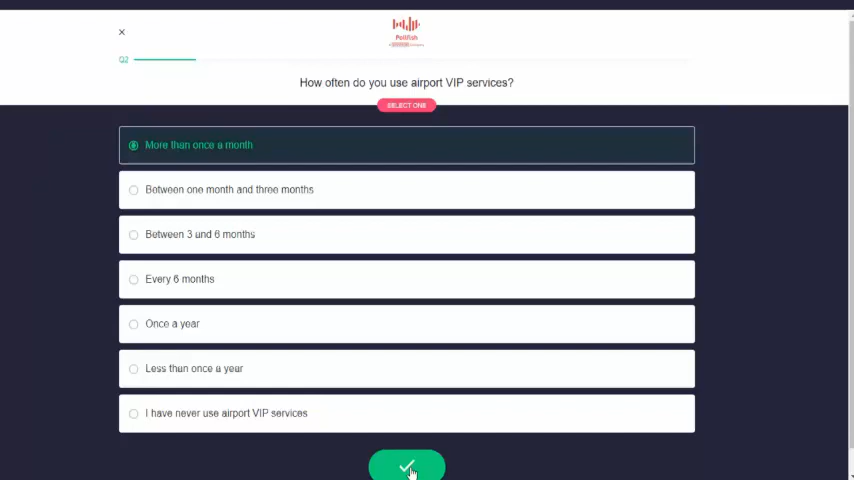 Pollfish
Q2
How often do you use airport VIP services?
SELECT ONE
More than once a month
Between one month and three months
Between 3 and 6 months
Every 6 months
Once a year
Less than once a year
I have never use airport VIP services